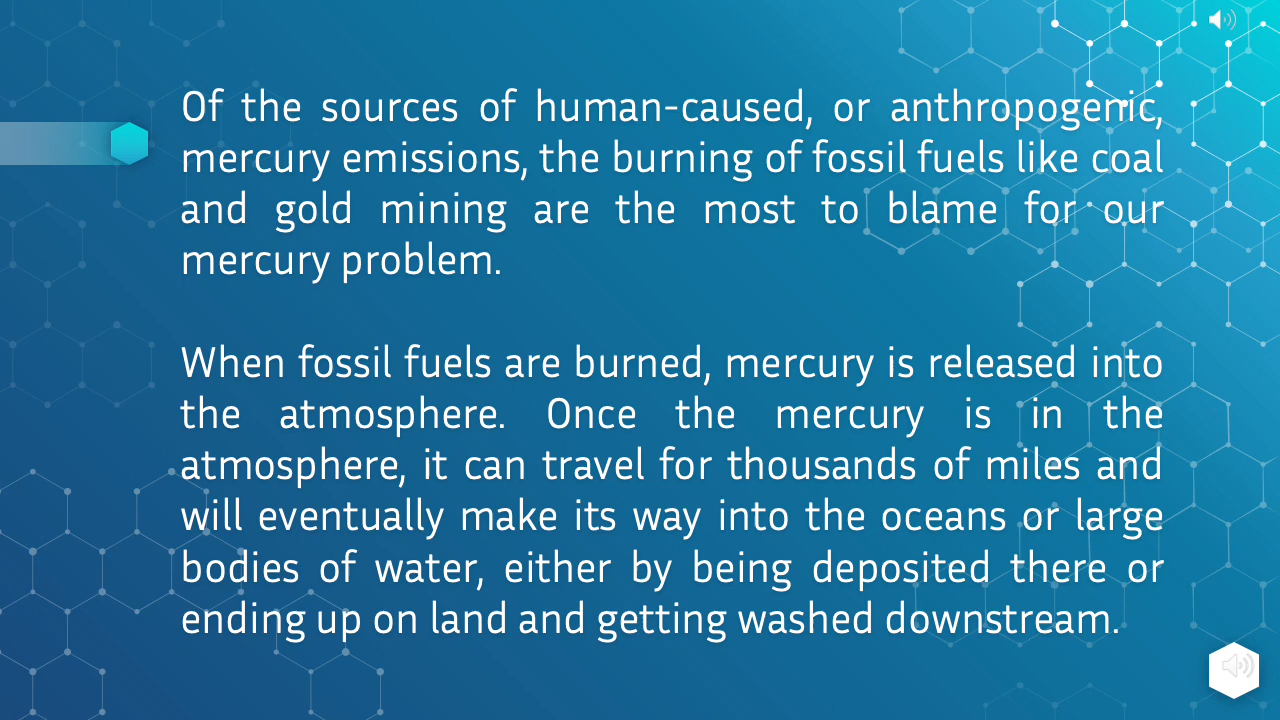 Of the sources of human-caused, or anthropogenic,
mercury emissions, the burning of fossil fuels like coal
and gold mining are the most to blame for our
mercury problem.
When fossil fuels are burned, mercury is released into
the atmosphere. Once the mercury is in the
atmosphere, it can travel for thousands of miles and
will eventually make its way into the oceans or large
bodies of water, either by being deposited there or
ending up on land and getting washed downstream.